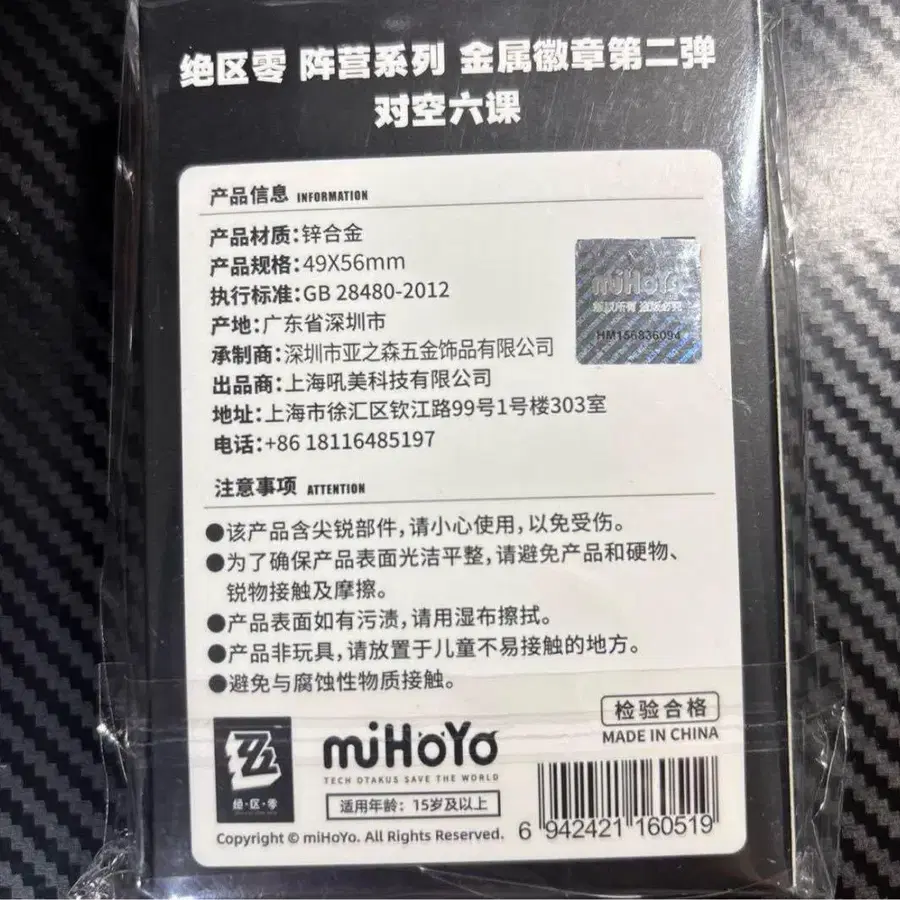 绝区零 阵营系列 金属徽章第二弹
对空六课
产品信息 INFORMATION
产品材质:锌合金
产品规格:49X56mm
执行标准:GB 28480-2012
产地:广东省深圳市
承制商:深圳市亚之森五金饰品有限公司
出品商:上海吼美科技有限公司
地址:上海市徐汇区钦江路99号1号楼303室
电话:+86 18116485197
miHoYo
版权所有 盗版必究
HM156836094
注意事项 ATTENTION
●该产品含尖锐部件,请小心使用,以免受伤。
●为了确保产品表面光洁平整,请避免产品和硬物、
锐物接触及摩擦。
●产品表面如有污渍,请用湿布擦拭。
●产品非玩具,请放置于儿童不易接触的地方。
●避免与腐蚀性物质接触。
检验合格
MADE IN CHINA
绝·区·零
miHoYo
TECH OTAKUS SAVE THE WORLD
适用年龄:15岁及以上
Copyright © miHoYo. All Rights Reserved.
6 942421 160519